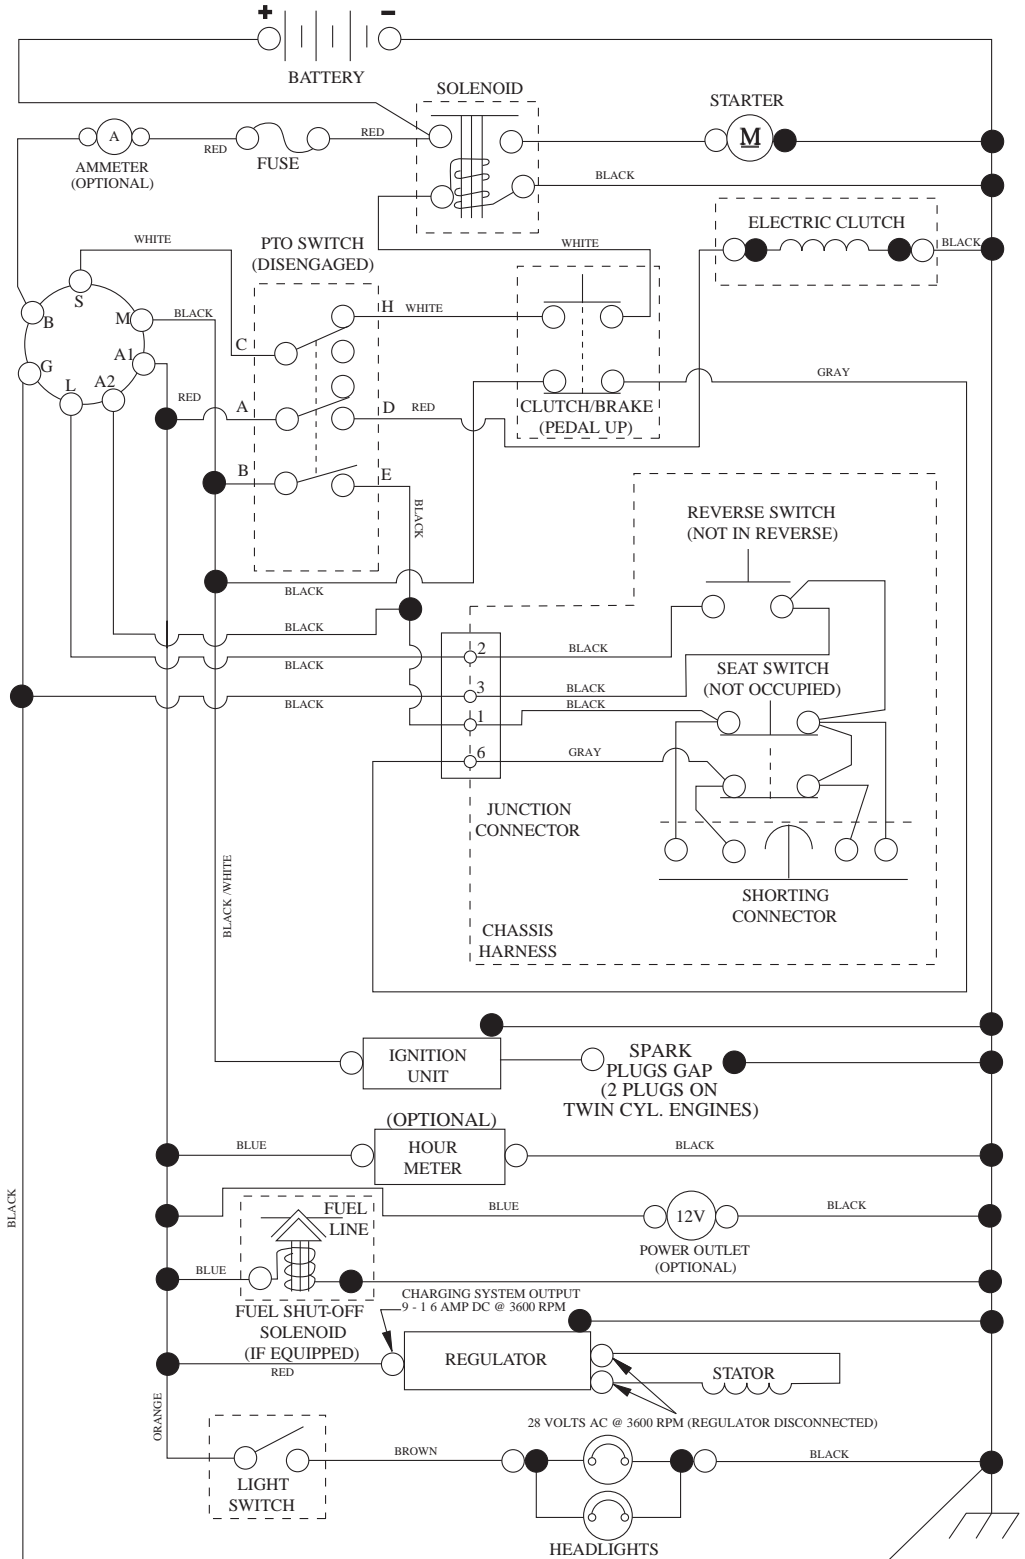 + −
BATTERY
SOLENOID
STARTER
A
RED
FUSE
RED
M
AMMETER
(OPTIONAL)
BLACK
WHITE
PTO SWITCH
(DISENGAGED)
WHITE
ELECTRIC CLUTCH
BLACK
S
B
M
BLACK
H
WHITE
G
A1
C
L
A2
RED
A
D
RED
CLUTCH/BRAKE
(PEDAL UP)
GRAY
B
E
BLACK
REVERSE SWITCH
(NOT IN REVERSE)
BLACK
BLACK
2
BLACK
BLACK
SEAT SWITCH
(NOT OCCUPIED)
3
BLACK
BLACK
BLACK
1
6
GRAY
JUNCTION
CONNECTOR
SHORTING
CONNECTOR
BLACK /WHITE
CHASSIS
HARNESS
IGNITION
UNIT
SPARK
PLUGS GAP
(2 PLUGS ON
TWIN CYL. ENGINES)
(OPTIONAL)
BLUE
HOUR
METER
BLACK
BLACK
FUEL
LINE
BLUE
12V
BLACK
POWER OUTLET
(OPTIONAL)
BLUE
FUEL SHUT-OFF
SOLENOID
(IF EQUIPPED)
CHARGING SYSTEM OUTPUT
9 - 1 6 AMP DC @ 3600 RPM
RED
REGULATOR
STATOR
28 VOLTS AC @ 3600 RPM (REGULATOR DISCONNECTED)
ORANGE
BROWN
BLACK
LIGHT
SWITCH
HEADLIGHTS